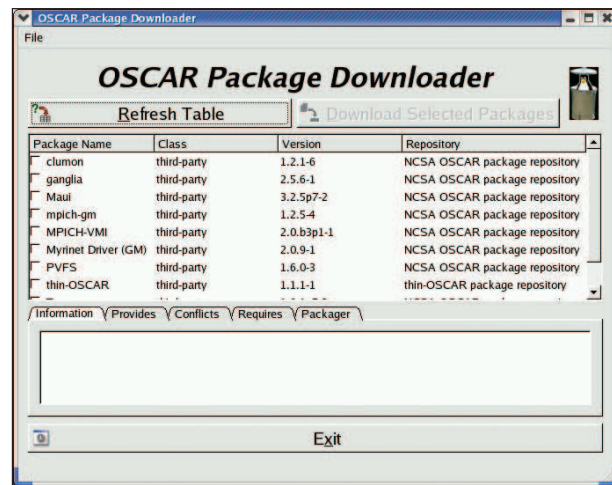 OSCAR Package Downloader
File
OSCAR Package Downloader
Refresh Table Download Selected Packages
Package Name Class Version Repository
clumon third-party 1.2.1-6 NCSA OSCAR package repository
ganglia third-party 2.5.6-1 NCSA OSCAR package repository
Maui third-party 3.2.5p7-2 NCSA OSCAR package repository
mpich-gm third-party 1.2.5-4 NCSA OSCAR package repository
MPICH-VMI third-party 2.0.b3p1-1 NCSA OSCAR package repository
Myrinet Driver (GM) third-party 2.0.9-1 NCSA OSCAR package repository
PVFS third-party 1.6.0-3 NCSA OSCAR package repository
thin-OSCAR third-party 1.1.1-1 thin-OSCAR package repository
Information Provides Conflicts Requires Packager
Exit